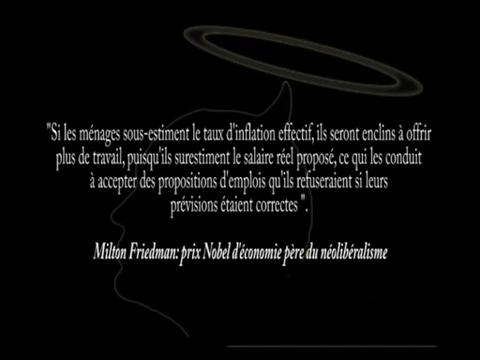 "Si les ménages sous-estiment le taux d'inflation effectif, ils seront enclins à offrir
plus de travail, puisqu'ils surestiment le salaire réel proposé, ce qui les conduit
à accepter des propositions d'emplois qu'ils refuseraient si leurs
prévisions étaient correctes ".
Milton Friedman: prix Nobel d'économie père du néolibéralisme